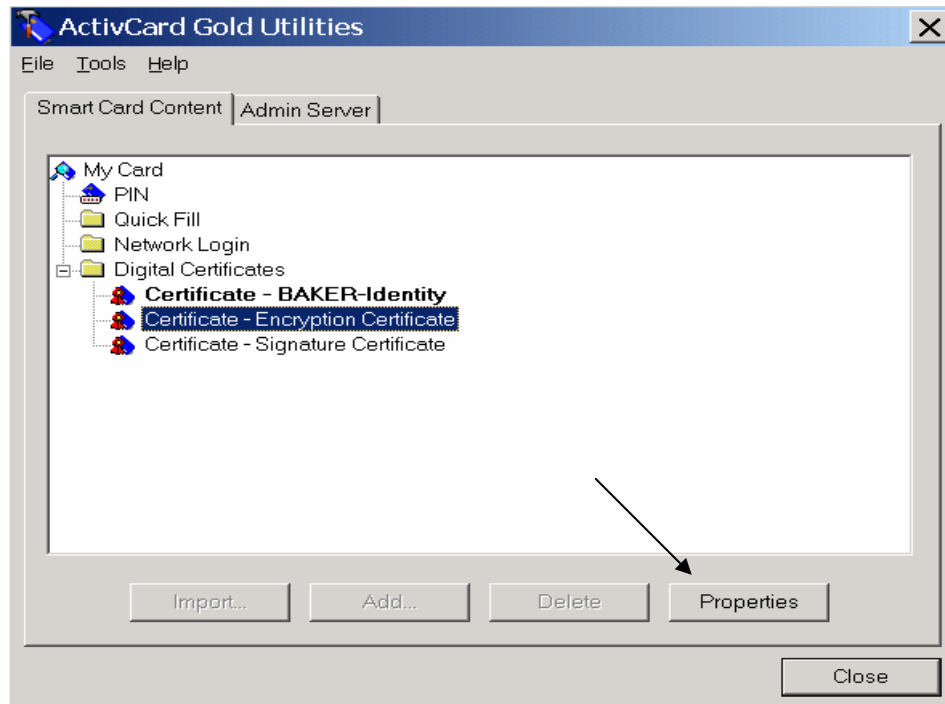 ActivCard Gold Utilities
File Tools Help
Smart Card Content Admin Server
My Card
PIN
Quick Fill
Network Login
Digital Certificates
Certificate - BAKER-Identity
Certificate - Encryption Certificate
Certificate - Signature Certificate
Import... Add... Delete Properties
Close